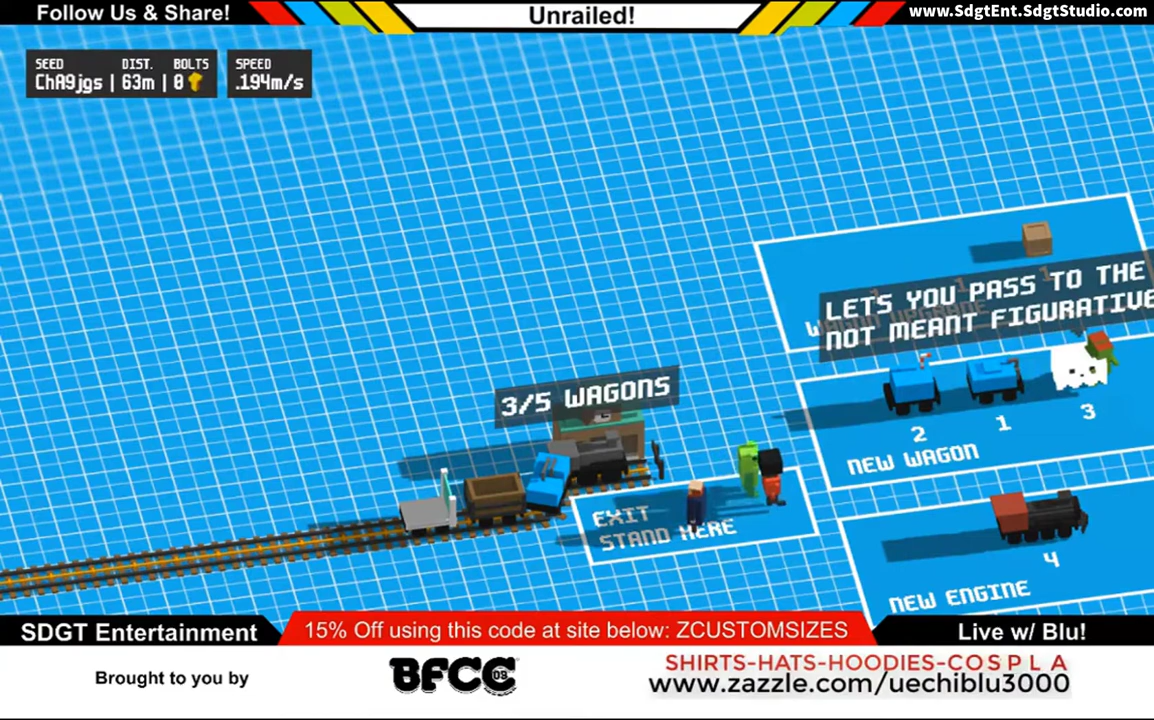 Follow Us & Share!
Unrailed!
www.SdgtEnt.SdgtStudio.com
SEED
DIST.
BOLTS
SPEED
ChA9jgs | 63m | 0
.194m/s
LETS YOU PASS TO THE
NOT MEANT FIGURATIVE
3/5 WAGONS
2
1
3
NEW WAGON
EXIT
STAND HERE
4
NEW ENGINE
SDGT Entertainment
15% Off using this code at site below: ZCUSTOMSIZES
Live w/ Blu!
Brought to you by
BFCC
03
SHIRTS-HATS-HOODIES-COSPLA
www.zazzle.com/uechiblu3000